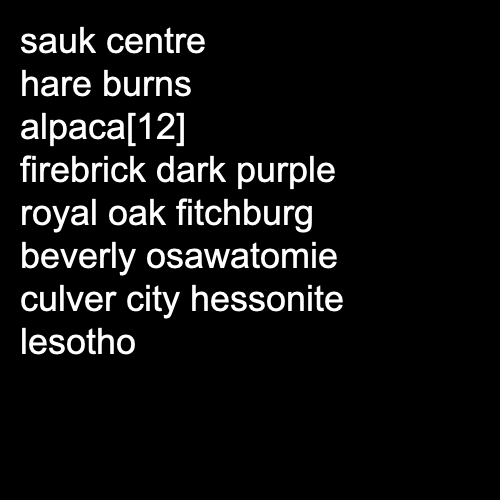 sauk centre
hare burns
alpaca[12]
firebrick dark purple
royal oak fitchburg
beverly osawatomie
culver city hessonite
lesotho